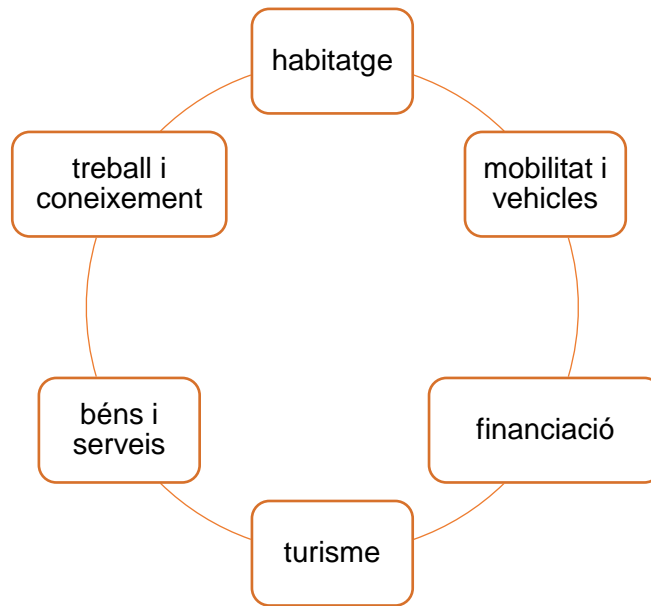 habitatge
mobilitat i
vehicles
financiació
turisme
béns i
serveis
treball i
coneixement